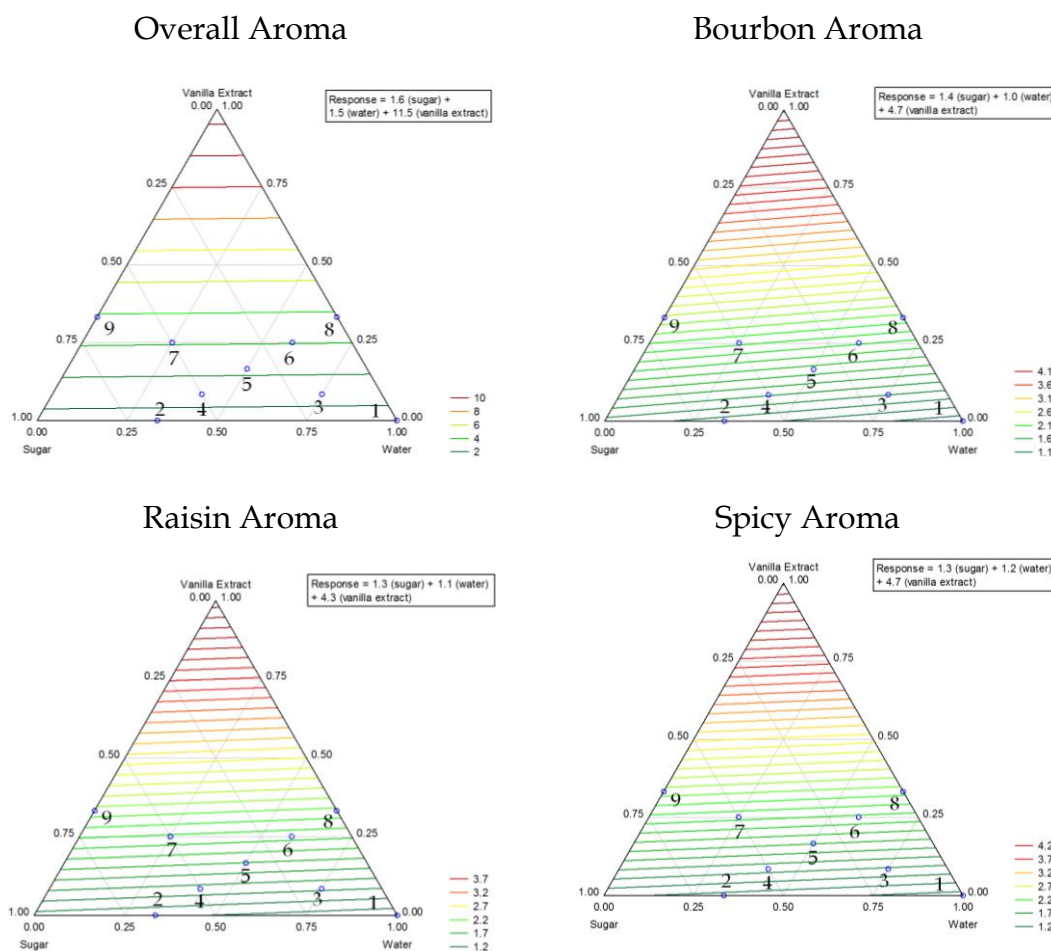 Overall Aroma
Vanilla Extract
0.00 1.00
Response = 1.6 (sugar) +
1.5 (water) + 11.5 (vanilla extract)
0.25 0.75
0.50 0.50
9 8
0.75 7 6 0.25
5
2 4 3 1
1.00 0.00
0.00 0.25 0.50 0.75 1.00
Sugar Water
10
8
6
4
2
Bourbon Aroma
Vanilla Extract
0.00 1.00
Response = 1.4 (sugar) + 1.0 (water)
+ 4.7 (vanilla extract)
0.25 0.75
0.50 0.50
9 8
0.75 7 6 0.25
5
2 4 3 1
1.00 0.00
0.00 0.25 0.50 0.75 1.00
Sugar Water
4.1
3.6
3.1
2.6
2.1
1.6
1.1
Raisin Aroma
Vanilla Extract
0.00 1.00
Response = 1.3 (sugar) + 1.1 (water)
+ 4.3 (vanilla extract)
0.25 0.75
0.50 0.50
9 8
0.75 7 6 0.25
5
2 4 3 1
1.00 0.00
0.00 0.25 0.50 0.75 1.00
Sugar Water
3.7
3.2
2.7
2.2
1.7
1.2
Spicy Aroma
Vanilla Extract
0.00 1.00
Response = 1.3 (sugar) + 1.2 (water)
+ 4.7 (vanilla extract)
0.25 0.75
0.50 0.50
9 8
0.75 7 6 0.25
5
2 4 3 1
1.00 0.00
0.00 0.25 0.50 0.75 1.00
Sugar Water
4.2
3.7
3.2
2.7
2.2
1.7
1.2